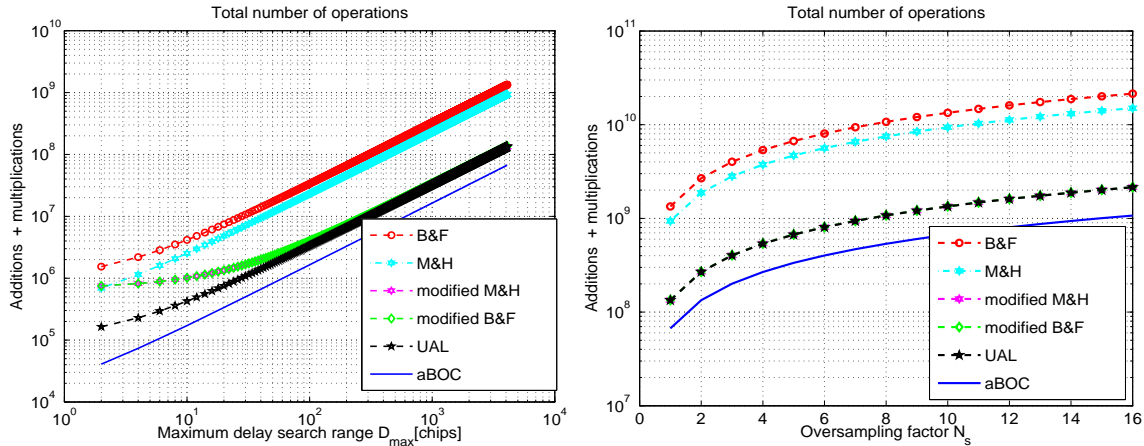 Total number of operations
10^10
10^9
10^8
10^7
10^6
10^5
10^4
Additions + multiplications
B&F
M&H
modified M&H
modified B&F
UAL
aBOC
10^0 10^1 10^2 10^3 10^4
Maximum delay search range D_max[chips]
Total number of operations
10^11
10^10
10^9
10^8
10^7
Additions + multiplications
B&F
M&H
modified M&H
modified B&F
UAL
aBOC
0 2 4 6 8 10 12 14 16
Oversampling factor N_s